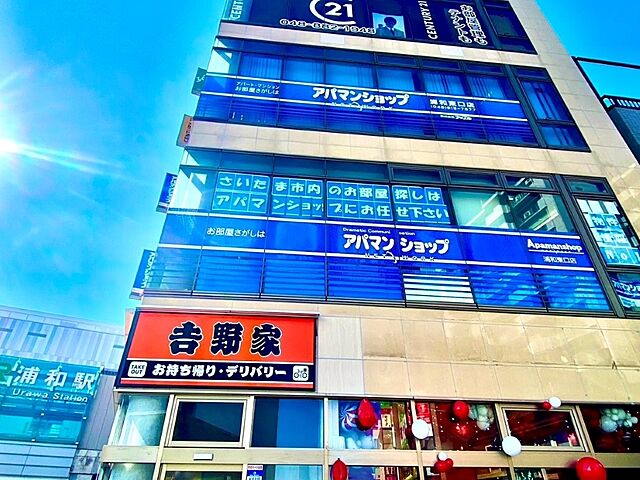 CENTURY
21
048-882-1948
CENTURY 21
アパート・マンション
お部屋さがしは
アパマンショップ
浦和東口店
さいたま市内のお部屋探しは
アパマンショップにお任せ下さい
お部屋さがしは
アパマンショップ
Apamanshop
浦和東口店
吉野家
TAKE OUT
お持ち帰り・デリバリー
浦和駅
Urawa Station